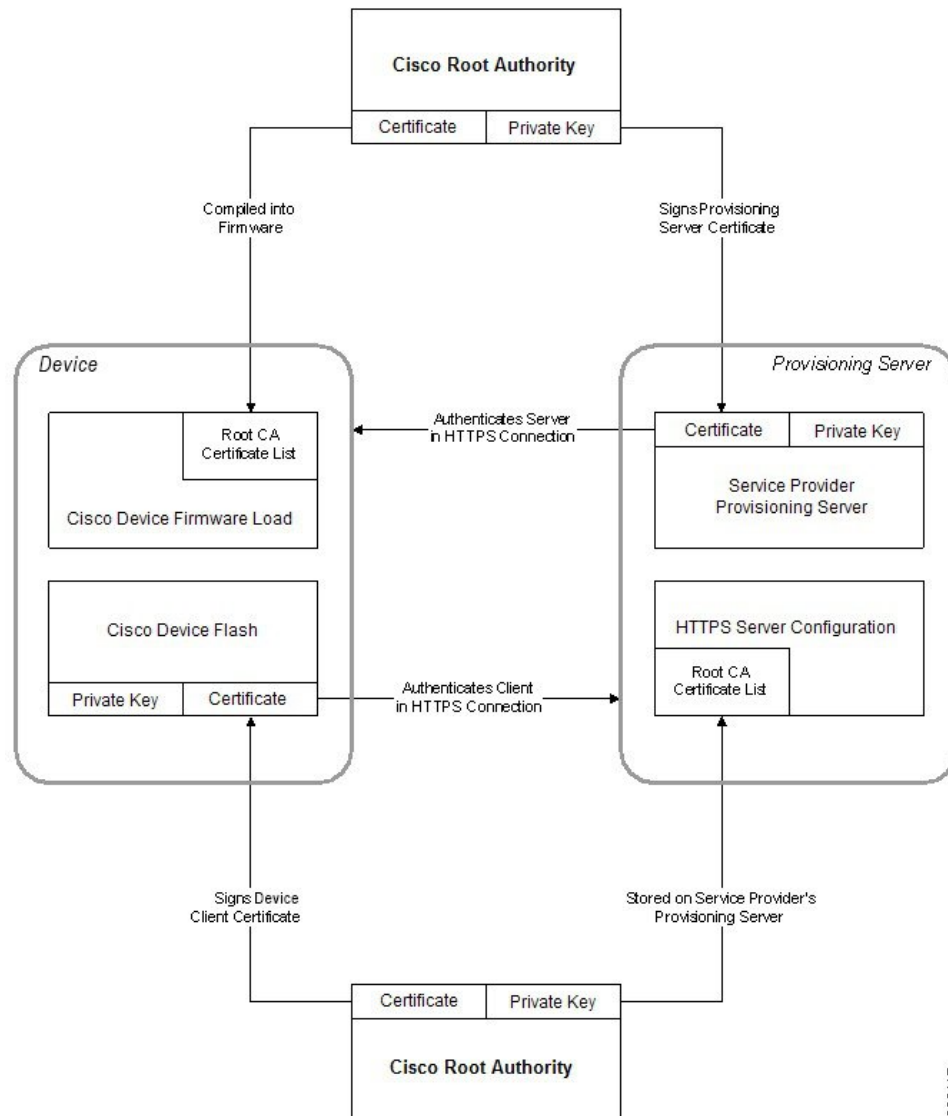 Cisco Root Authority
Certificate
Private Key
Compiled into
Firmware
Signs Provisioning
Server Certificate
Device
Provisioning Server
Root CA
Certificate List
Cisco Device Firmware Load
Authenticates Server
in HTTPS Connection
Certificate
Private Key
Service Provider
Provisioning Server
Cisco Device Flash
Private Key
Certificate
Authenticates Client
in HTTPS Connection
HTTPS Server Configuration
Root CA
Certificate List
Signs Device
Client Certificate
Stored on Service Provider's
Provisioning Server
Certificate
Private Key
Cisco Root Authority